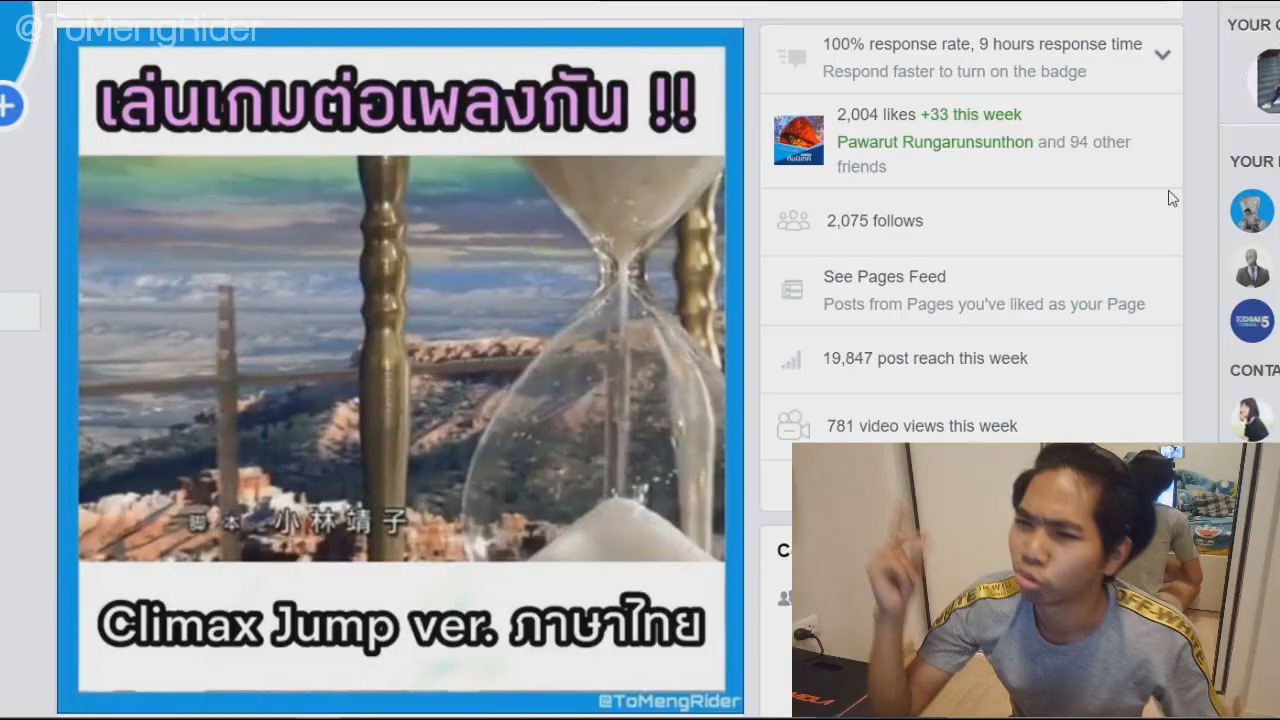 @ToMengRider
เล่นเกมต่อเพลงกัน !!
脚 本 小林靖子
Climax Jump ver. ภาษาไทย
@ToMengRider
100% response rate, 9 hours response time
Respond faster to turn on the badge
2,004 likes +33 this week
Pawarut Rungarunsunthon and 94 other
friends
2,075 follows
See Pages Feed
Posts from Pages you've liked as your Page
19,847 post reach this week
781 video views this week
C
YOUR
YOUR
CONTA